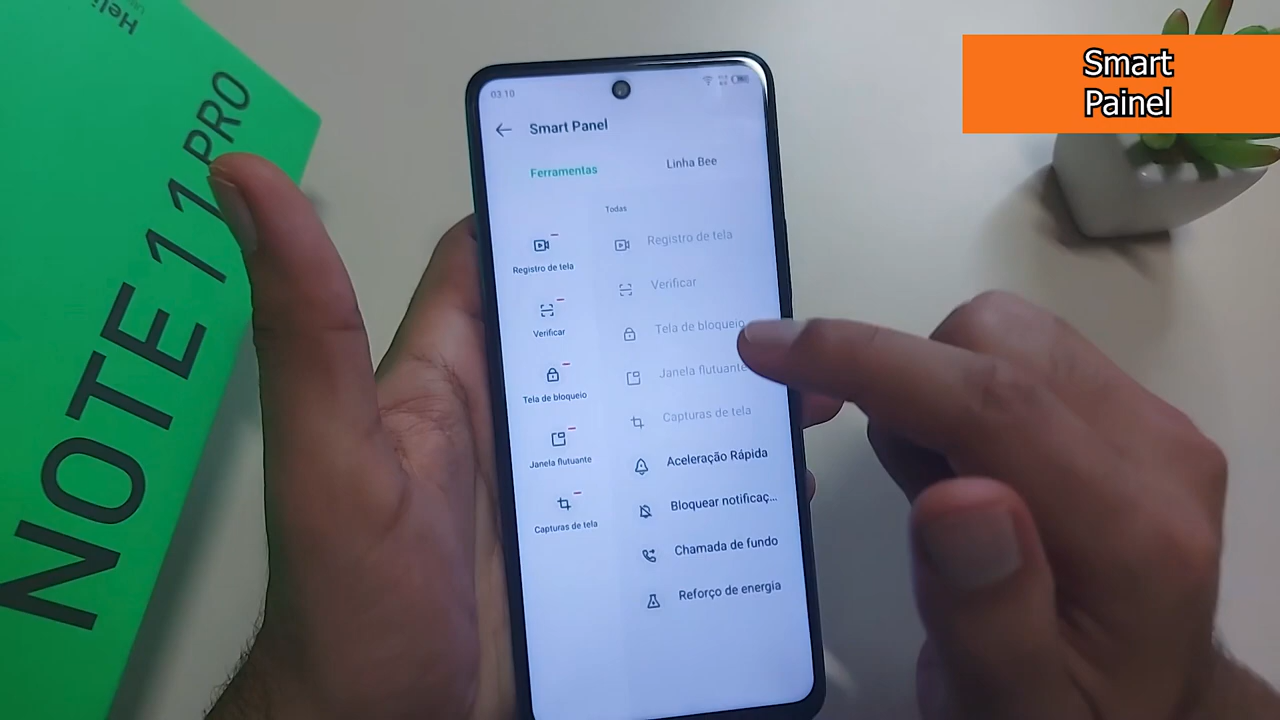 Helio
NOTE 11 PRO
Smart
Painel
03:10
Smart Panel
Ferramentas
Linha Bee
Todas
Registro de tela
Verificar
Tela de bloqueio
Janela flutuante
Capturas de tela
Registro de tela
Verificar
Tela de bloqueio
Janela flutuante
Capturas de tela
Aceleração Rápida
Bloquear notificaç...
Chamada de fundo
Reforço de energia